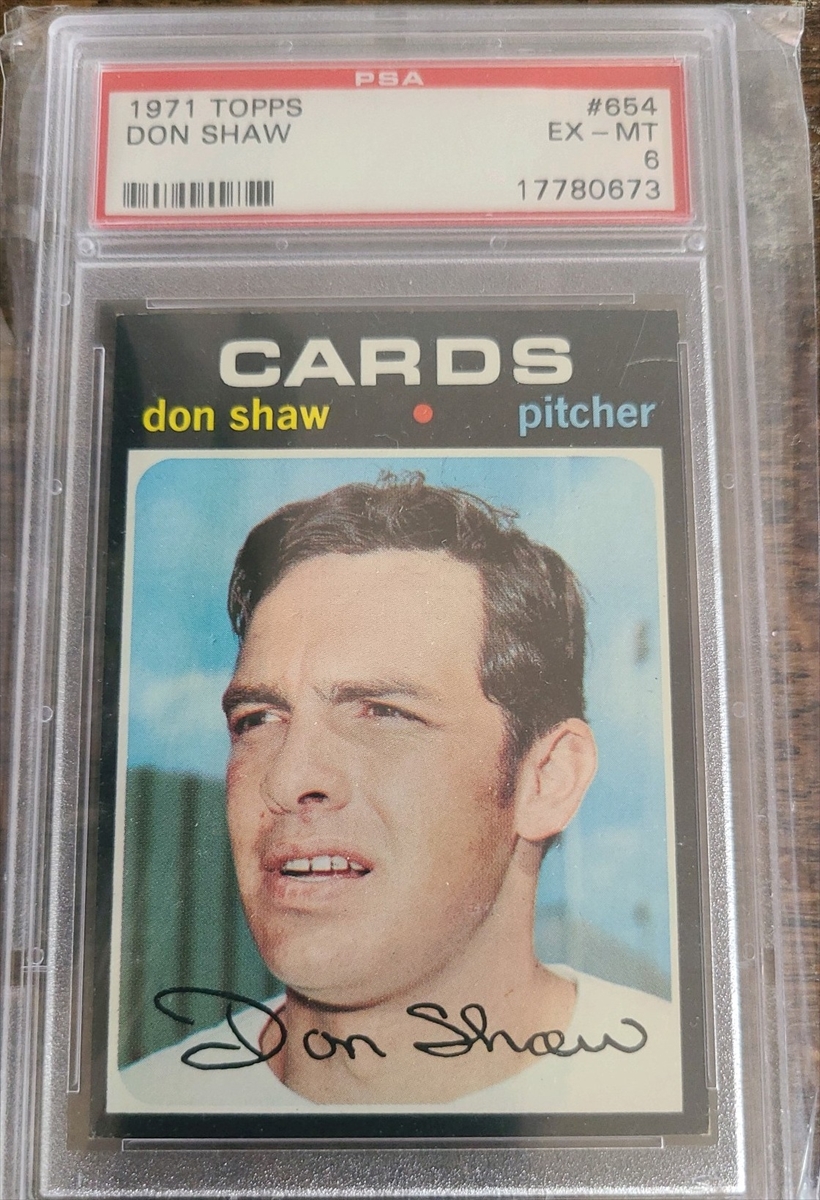 PSA
1971 TOPPS #654
DON SHAW EX-MT
6
17780673
CARDS
don shaw pitcher
Don Shaw